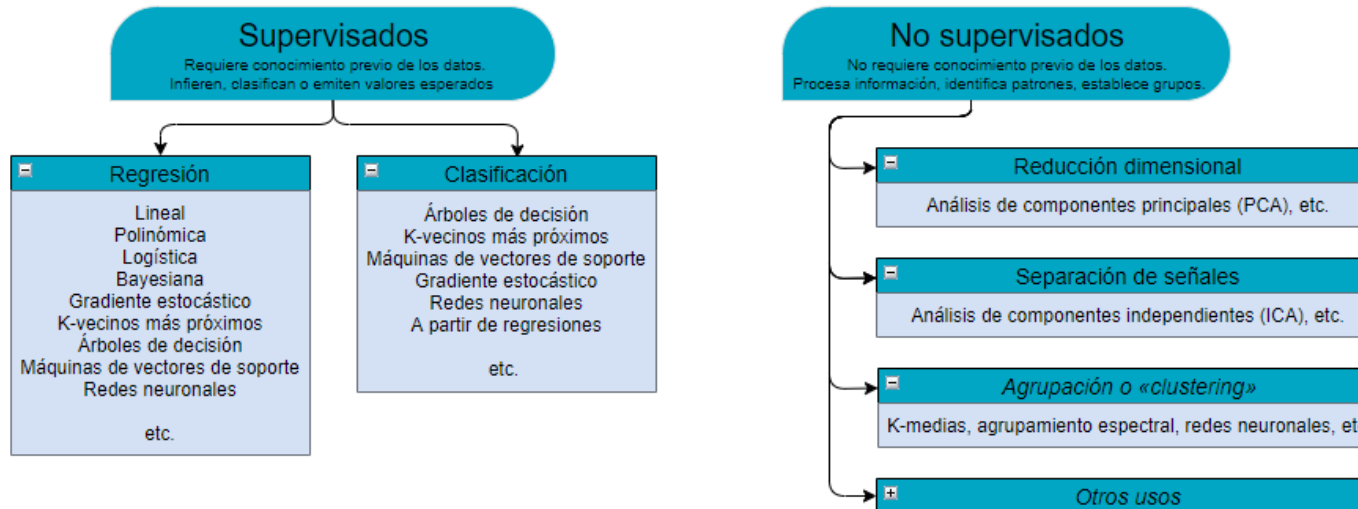 Supervisados
Requiere conocimiento previo de los datos.
Infieren, clasifican o emiten valores esperados
Regresión
Lineal
Polinómica
Logística
Bayesiana
Gradiente estocástico
K-vecinos más próximos
Árboles de decisión
Máquinas de vectores de soporte
Redes neuronales
etc.
Clasificación
Árboles de decisión
K-vecinos más próximos
Máquinas de vectores de soporte
Gradiente estocástico
Redes neuronales
A partir de regresiones
etc.
No supervisados
No requiere conocimiento previo de los datos.
Procesa información, identifica patrones, establece grupos.
Reducción dimensional
Análisis de componentes principales (PCA), etc.
Separación de señales
Análisis de componentes independientes (ICA), etc.
Agrupación o «clustering»
K-medias, agrupamiento espectral, redes neuronales, et
Otros usos